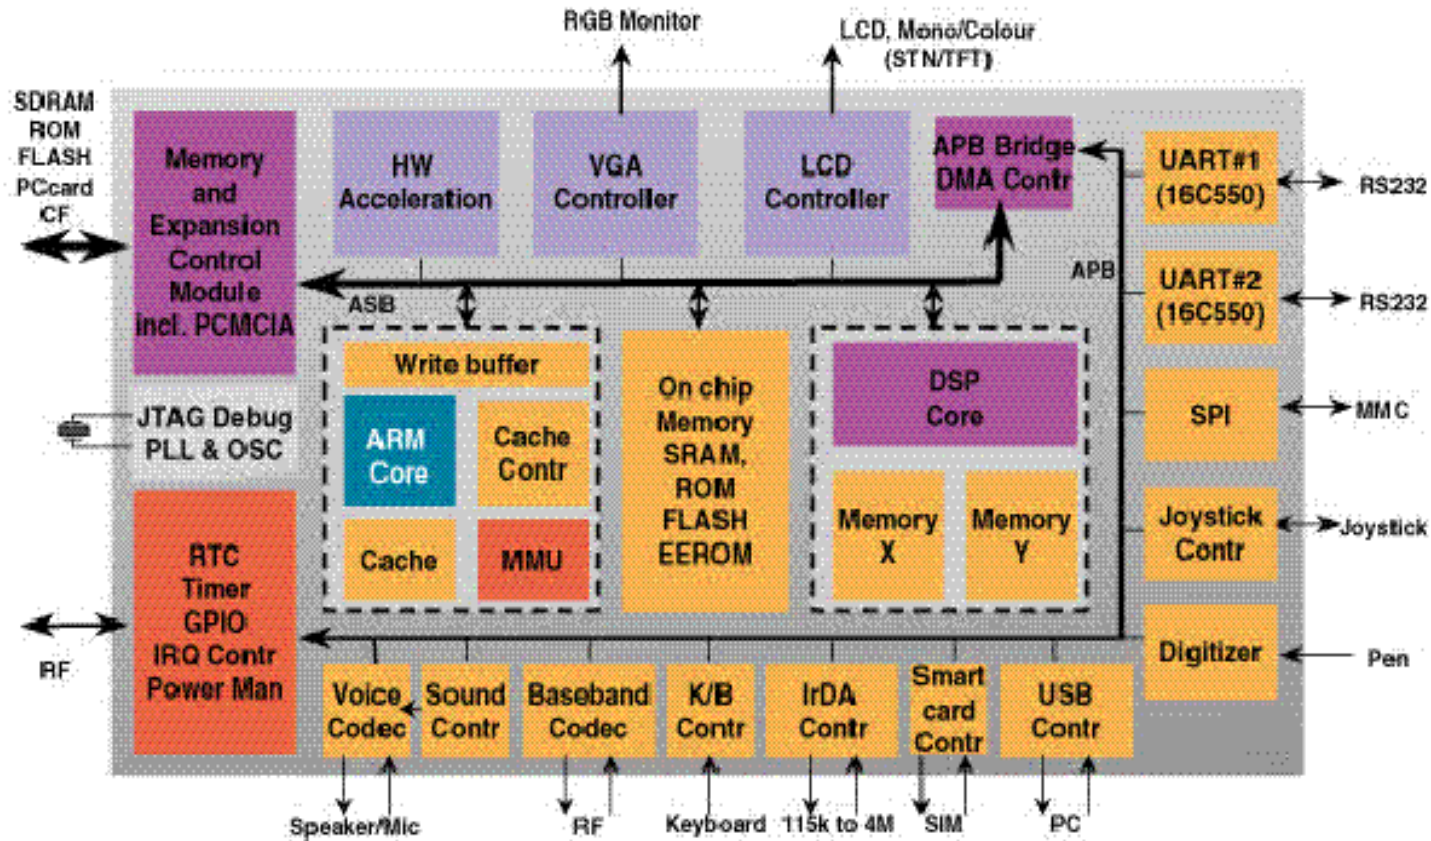 RGB Monitor
LCD, Mono/Colour
(STN/TFT)
SDRAM
ROM
FLASH
PCcard
CF
Memory
and
Expansion
Control
Module
incl. PCMCIA
HW
Acceleration
VGA
Controller
LCD
Controller
APB Bridge
DMA Contr
UART#1
(16C550)
RS232
ASB
APB
UART#2
(16C550)
RS232
Write buffer
ARM
Core
Cache
Contr
Cache
MMU
On chip
Memory
SRAM,
ROM
FLASH
EEROM
DSP
Core
Memory
X
Memory
Y
SPI
MMC
JTAG Debug
PLL & OSC
Joystick
Contr
Joystick
RTC
Timer
GPIO
IRQ Contr
Power Man
RF
Digitizer
Pen
Voice
Codec
Sound
Contr
Baseband
Codec
K/B
Contr
IrDA
Contr
Smart
card
Contr
USB
Contr
Speaker/Mic
RF
Keyboard
115k to 4M
SIM
PC